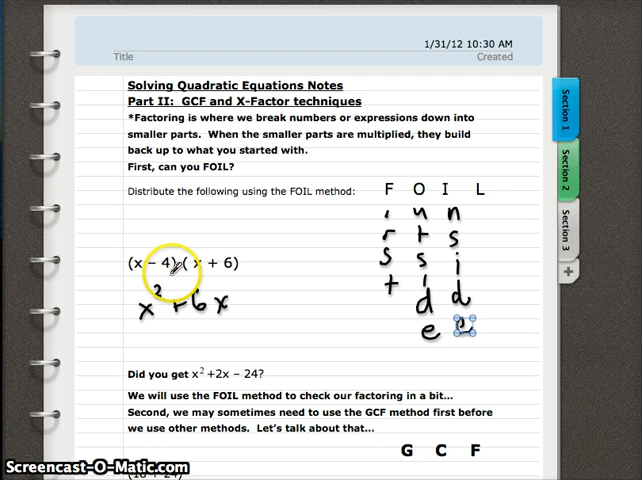 1/31/12 10:30 AM
Title Created
Solving Quadratic Equations Notes
Part II: GCF and X-Factor techniques
*Factoring is where we break numbers or expressions down into
smaller parts. When the smaller parts are multiplied, they build
back up to what you started with.
First, can you FOIL?
Distribute the following using the FOIL method: F O I L
irst
utside
nside
(x – 4) ( x + 6)
x² + 6x
Did you get x² +2x – 24?
We will use the FOIL method to check our factoring in a bit...
Second, we may sometimes need to use the GCF method first before
we use other methods. Let's talk about that...
G C F
Section 1
Section 2
Section 3
+
Screencast-O-Matic.com